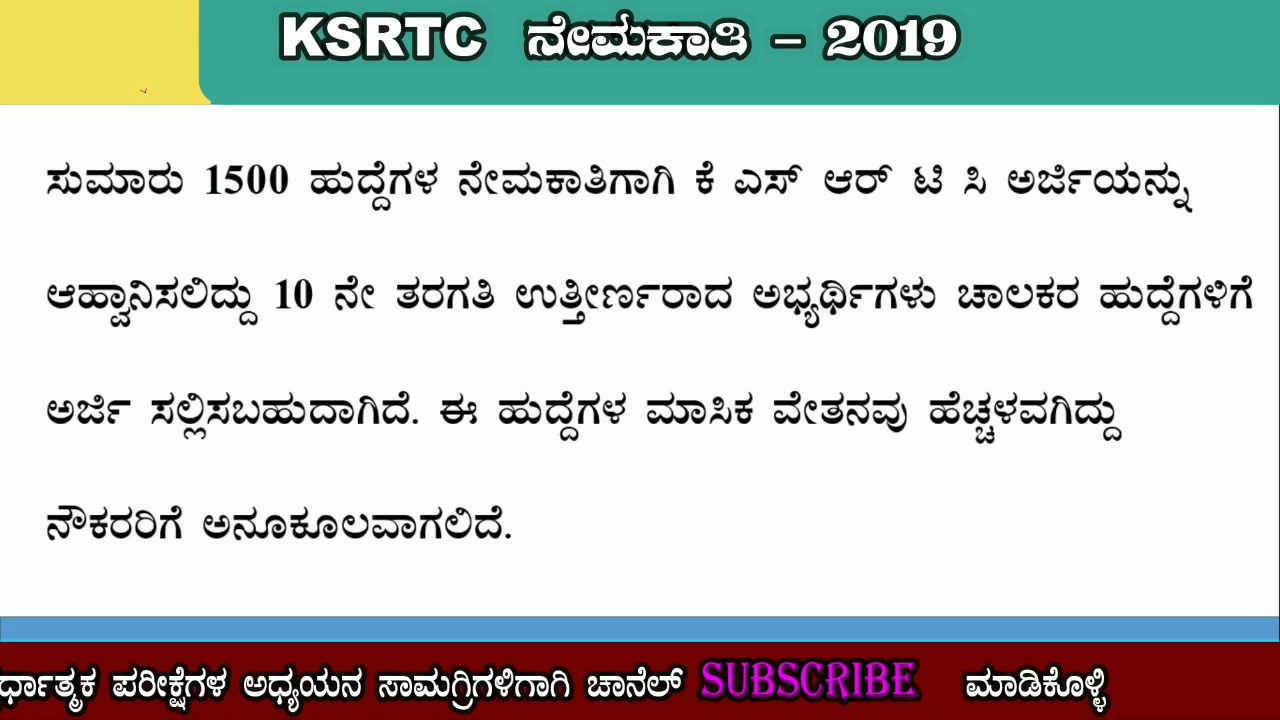 KSRTC ನೇಮಕಾತಿ – 2019
ಸುಮಾರು 1500 ಹುದ್ದೆಗಳ ನೇಮಕಾತಿಗಾಗಿ ಕೆ ಎಸ್ ಆರ್ ಟಿ ಸಿ ಅರ್ಜಿಯನ್ನು
ಆಹ್ವಾನಿಸಲಿದ್ದು 10 ನೇ ತರಗತಿ ಉತ್ತೀರ್ಣರಾದ ಅಭ್ಯರ್ಥಿಗಳು ಚಾಲಕರ ಹುದ್ದೆಗಳಿಗೆ
ಅರ್ಜಿ ಸಲ್ಲಿಸಬಹುದಾಗಿದೆ. ಈ ಹುದ್ದೆಗಳ ಮಾಸಿಕ ವೇತನವು ಹೆಚ್ಚಳವಗಿದ್ದು
ನೌಕರರಿಗೆ ಅನೂಕೂಲವಾಗಲಿದೆ.
ಪರೀಕ್ಷೆಗಳ ಅಧ್ಯಯನ ಸಾಮಗ್ರಿಗಳಿಗಾಗಿ ಚಾನೆಲ್ SUBSCRIBE ಮಾಡಿಕೊಳ್ಳಿ